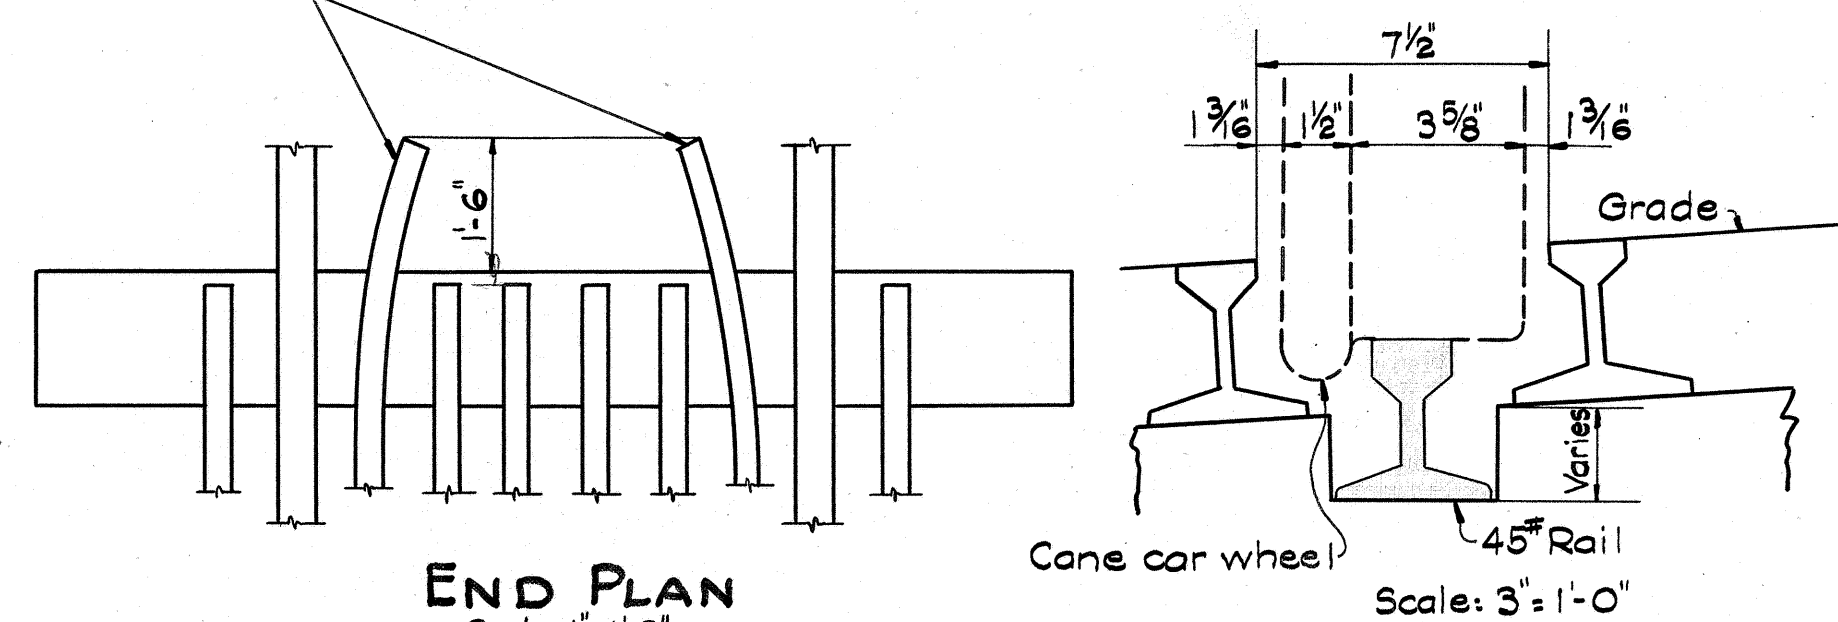 1'-6"
END PLAN
7½"
1 3/16" 1½" 3 5/8" 1 3/16"
Grade
Varies
Cane car wheel
45# Rail
Scale: 3" = 1'-0"